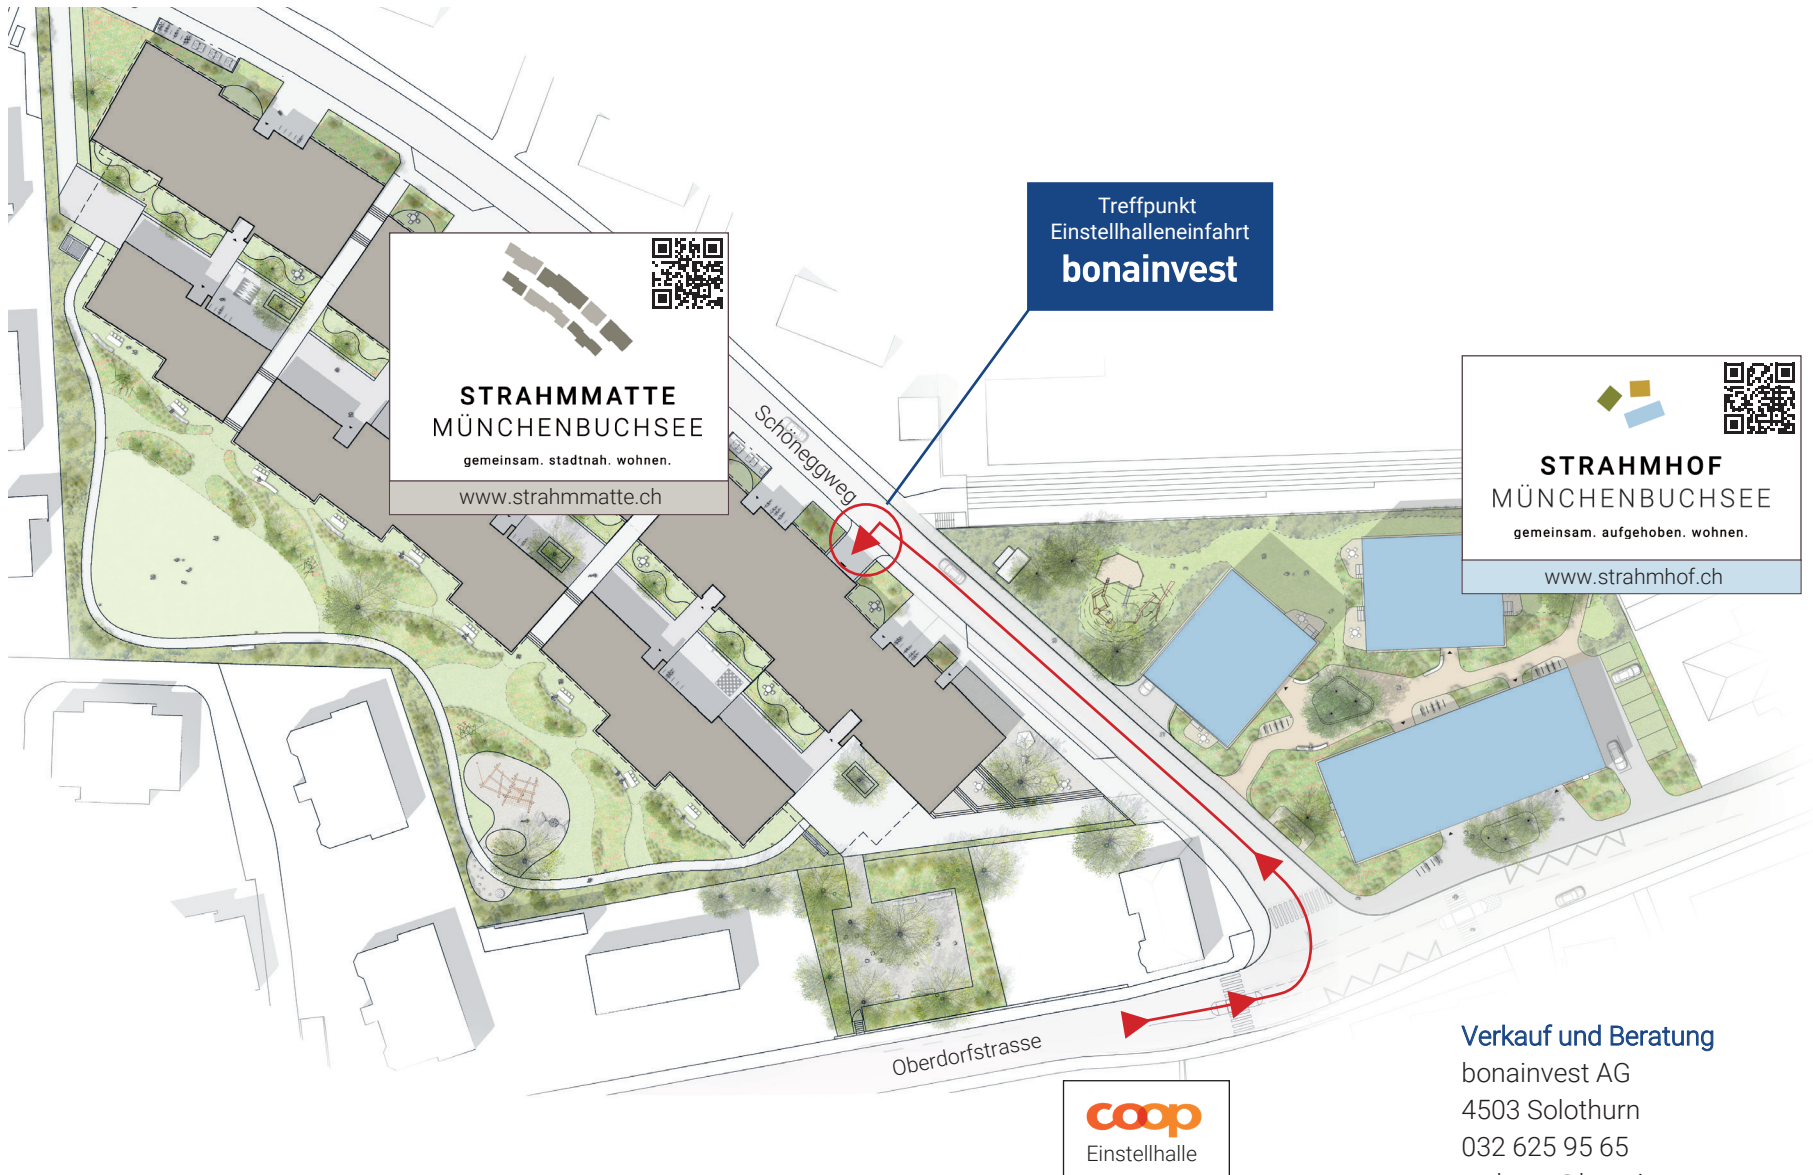 Treffpunkt
Einstellhalleneinfahrt
bonainvest
STRAHMMATTE
MÜNCHENBUCHSEE
gemeinsam. stadtnah. wohnen.
www.strahmmatte.ch
Schöneggweg
STRAHMHOF
MÜNCHENBUCHSEE
gemeinsam. aufgehoben. wohnen.
www.strahmhof.ch
Oberdorfstrasse
coop
Einstellhalle
Verkauf und Beratung
bonainvest AG
4503 Solothurn
032 625 95 65